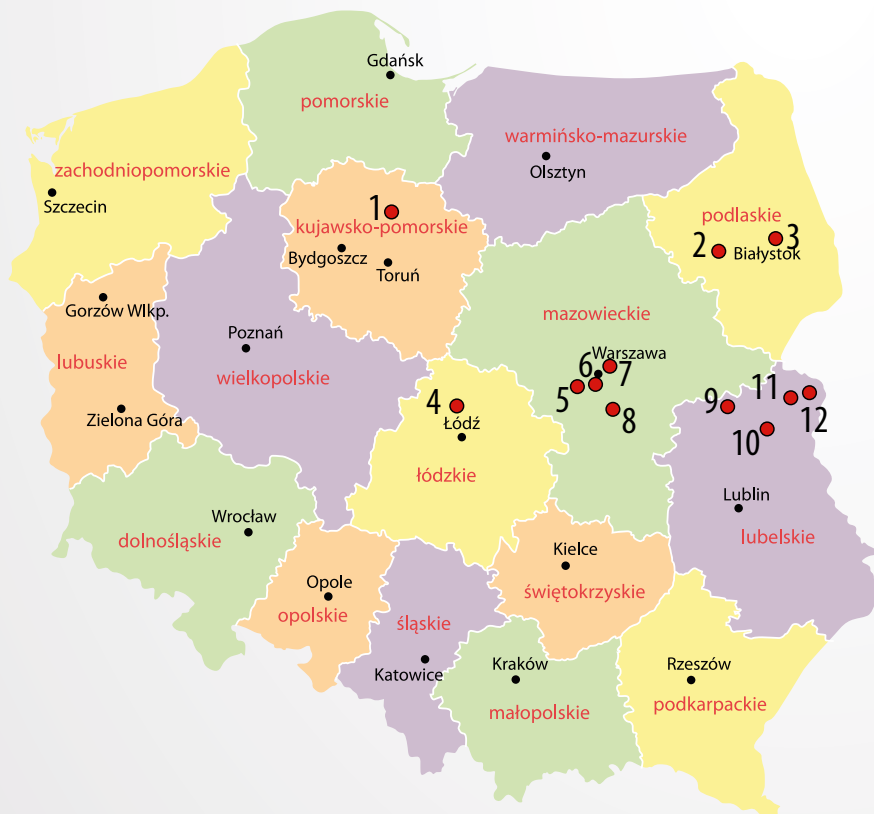 Gdańsk
pomorskie
warmińsko-mazurskie
Olsztyn
zachodniopomorskie
Szczecin
1
kujawsko-pomorskie
Bydgoszcz
Toruń
podlaskie
2
3
Białystok
Gorzów Wlkp.
lubuskie
Zielona Góra
Poznań
wielkopolskie
mazowieckie
Warszawa
6
7
5
8
4
Łódź
łódzkie
9
11
12
10
Lublin
lubelskie
Wrocław
dolnośląskie
Opole
opolskie
Kielce
świętokrzyskie
śląskie
Katowice
Kraków
małopolskie
Rzeszów
podkarpackie